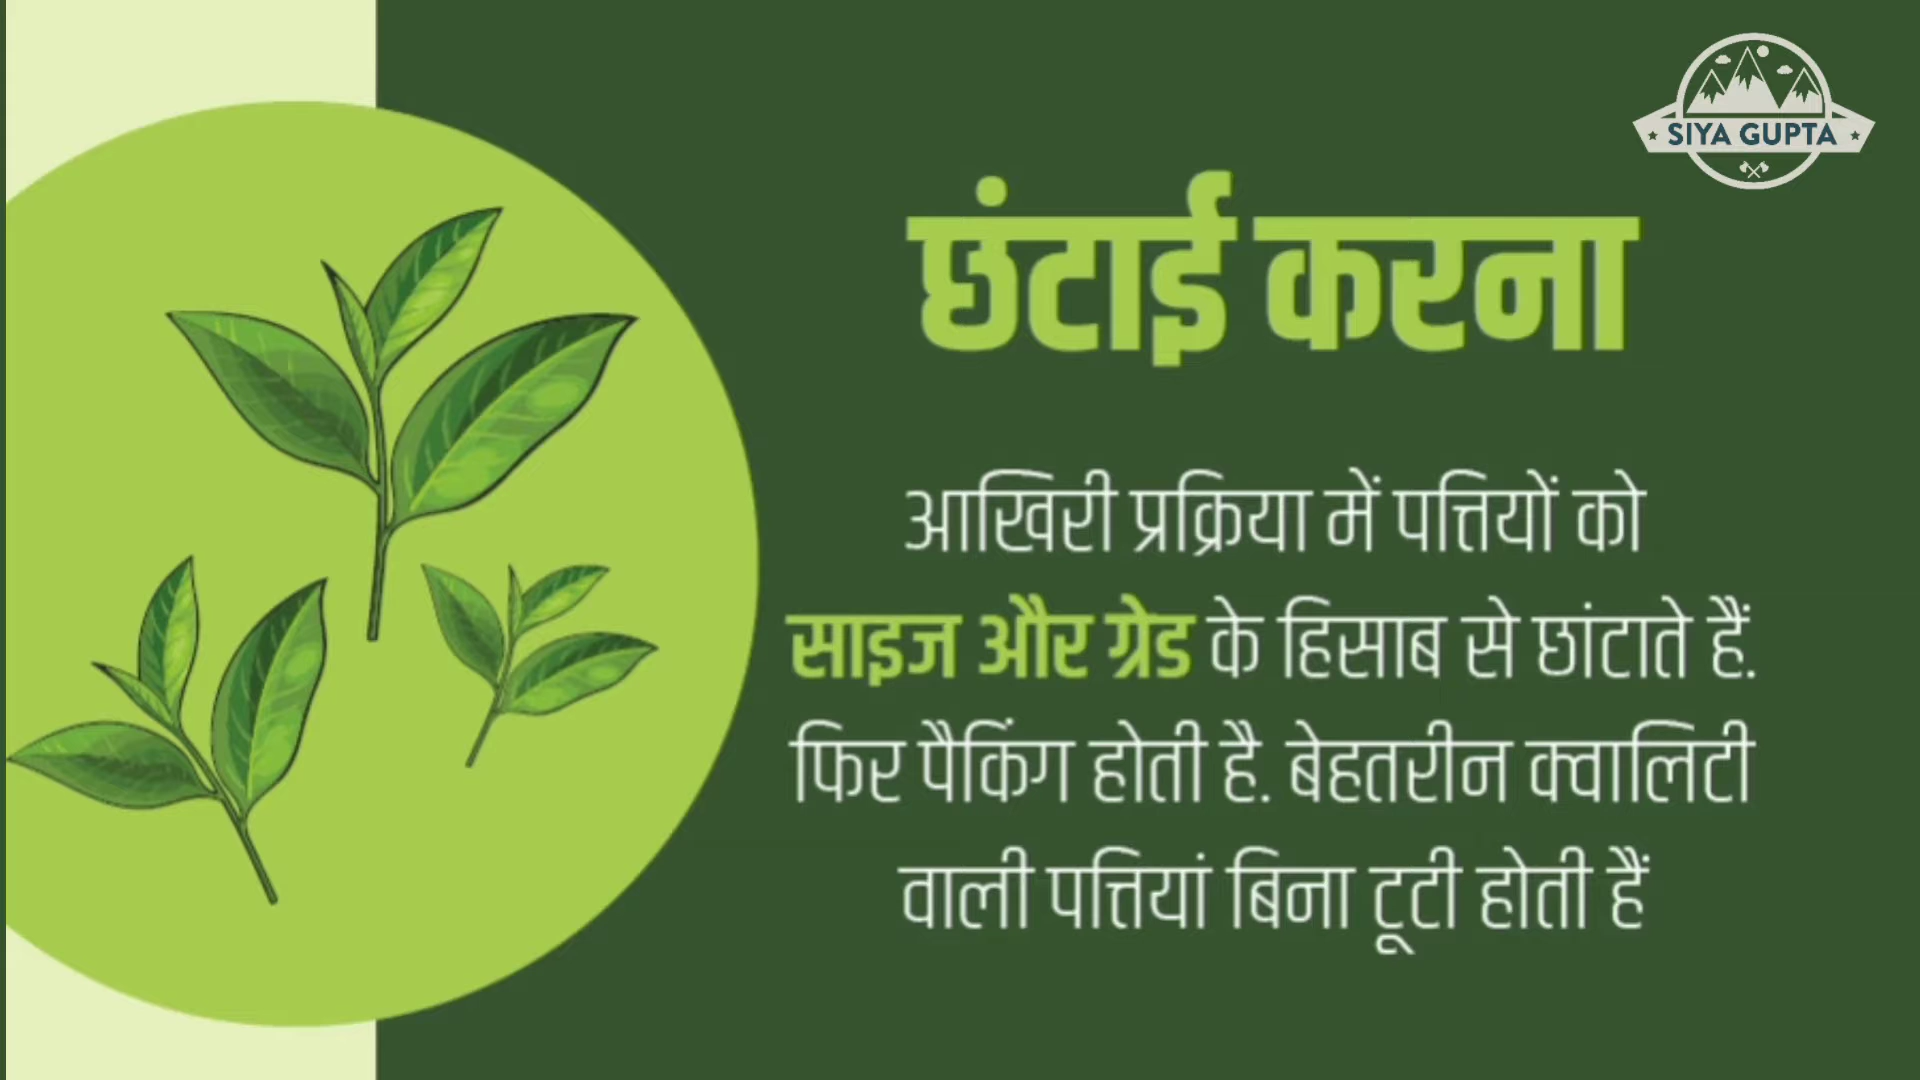 SIYA GUPTA
छंटाई करना
आखिरी प्रक्रिया में पत्तियों को
साइज और ग्रेड के हिसाब से छांटाते हैं.
फिर पैकिंग होती है. बेहतरीन क्वालिटी
वाली पत्तियां बिना टूटी होती हैं